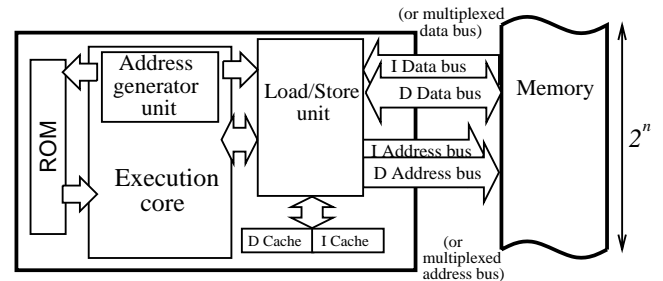 (or multiplexed
data bus)
Address
generator
unit
Load/Store
unit
I Data bus
D Data bus
Memory
ROM
Execution
core
I Address bus
D Address bus
2^n
D Cache
I Cache
(or
multiplexed
address bus)